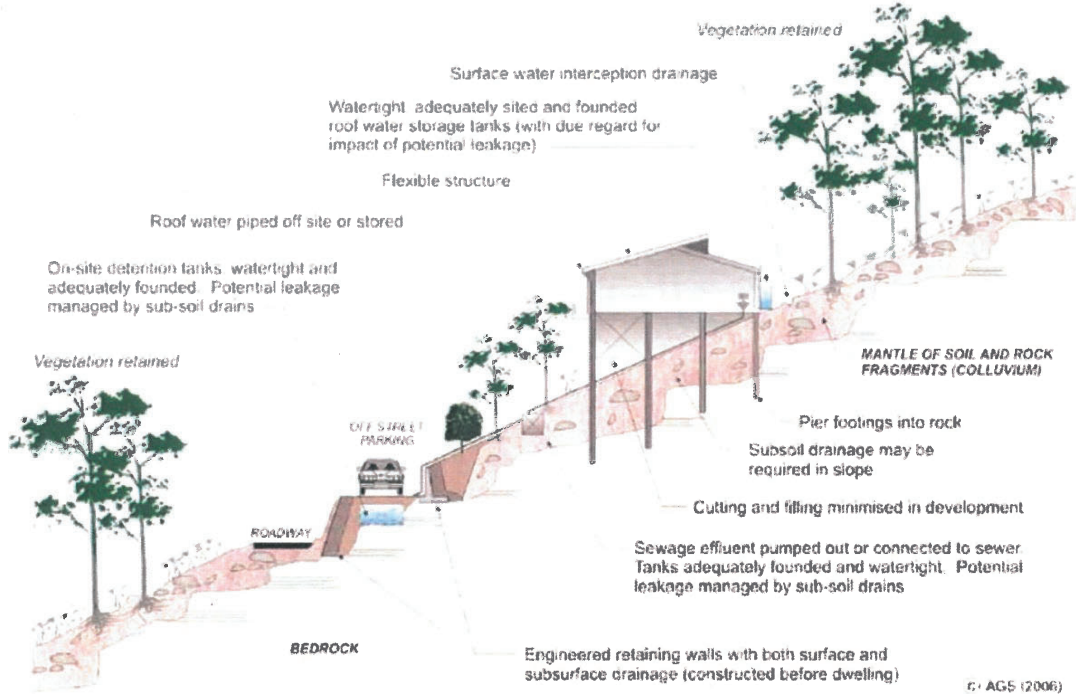 Vegetation retained
Surface water interception drainage
Watertight, adequately sited and founded
roof water storage tanks (with due regard for
impact of potential leakage)
Flexible structure
Roof water piped off site or stored
On-site detention tanks, watertight and
adequately founded. Potential leakage
managed by sub-soil drains
Vegetation retained
MANTLE OF SOIL AND ROCK
FRAGMENTS (COLLUVIUM)
OFF STREET
PARKING
Pier footings into rock
Subsoil drainage may be
required in slope
Cutting and filling minimised in development
ROADWAY
Sewage effluent pumped out or connected to sewer.
Tanks adequately founded and watertight. Potential
leakage managed by sub-soil drains
BEDROCK
Engineered retaining walls with both surface and
subsurface drainage (constructed before dwelling)
© AGS (2006)